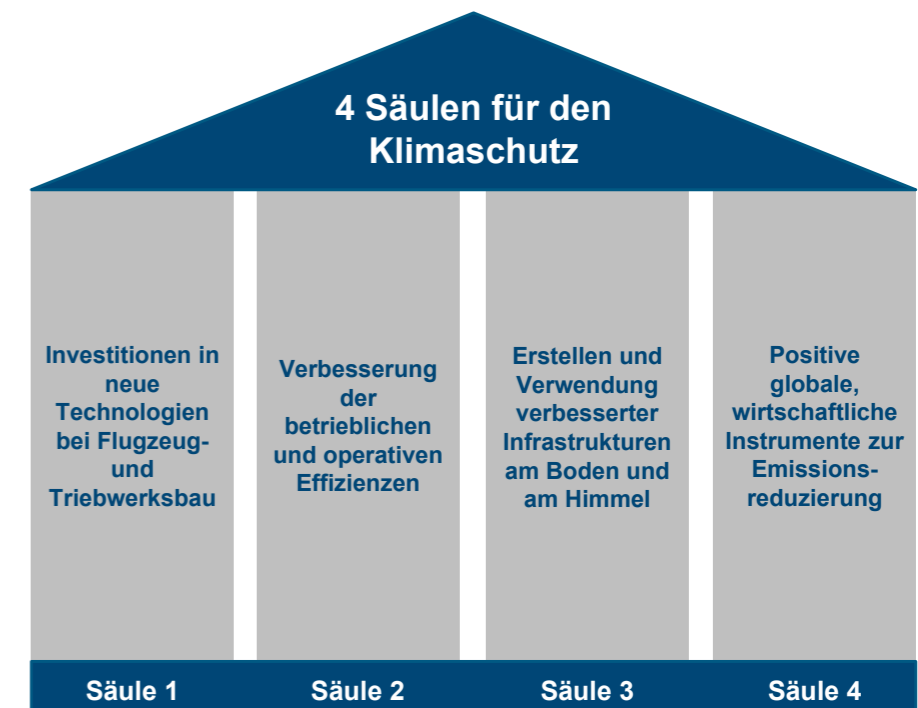 4 Säulen für den
Klimaschutz
Investitionen in
neue
Technologien
bei Flugzeug-
und
Triebwerksbau
Verbesserung
der
betrieblichen
und operativen
Effizienzen
Erstellen und
Verwendung
verbesserter
Infrastrukturen
am Boden und
am Himmel
Positive
globale,
wirtschaftliche
Instrumente zur
Emissions-
reduzierung
Säule 1
Säule 2
Säule 3
Säule 4